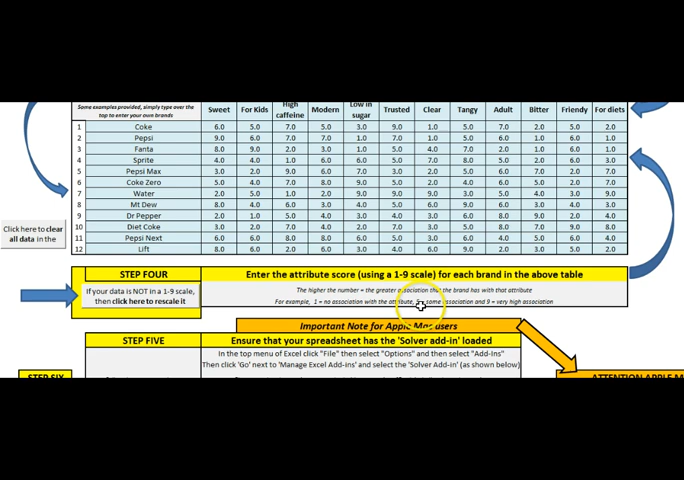 Some examples provided, simply type over the
top to enter your own brands
Sweet For Kids High caffeine Modern Low in sugar Trusted Clear Tangy Adult Bitter Friendy For diets
1 Coke 6.0 5.0 7.0 5.0 3.0 9.0 1.0 5.0 7.0 2.0 5.0 2.0
2 Pepsi 9.0 6.0 7.0 7.0 1.0 7.0 1.0 5.0 6.0 1.0 6.0 1.0
3 Fanta 8.0 9.0 2.0 3.0 1.0 5.0 4.0 7.0 2.0 1.0 6.0 1.0
4 Sprite 4.0 4.0 1.0 6.0 6.0 5.0 7.0 8.0 5.0 2.0 6.0 3.0
5 Pepsi Max 3.0 2.0 9.0 6.0 7.0 3.0 1.0 5.0 7.0 5.0 2.0 7.0
6 Coke Zero 5.0 4.0 7.0 8.0 9.0 5.0 2.0 4.0 6.0 5.0 4.0 7.0
7 Water 2.0 5.0 1.0 2.0 9.0 9.0 9.0 3.0 5.0 4.0 3.0 9.0
8 Mt Dew 8.0 4.0 3.0 6.0 3.0 4.0 5.0 6.0 9.0 6.0 3.0 2.0
9 Dr Pepper 2.0 1.0 5.0 4.0 3.0 4.0 3.0 6.0 8.0 9.0 2.0 4.0
10 Diet Coke 3.0 2.0 7.0 4.0 7.0 6.0 3.0 5.0 8.0 7.0 9.0 8.0
11 Pepsi Next 6.0 6.0 8.0 8.0 6.0 5.0 3.0 6.0 4.0 5.0 6.0 4.0
12 Lift 8.0 6.0 2.0 6.0 3.0 4.0 6.0 9.0 2.0 3.0 5.0 2.0
Click here to clear
all data in the
STEP FOUR Enter the attribute score (using a 1-9 scale) for each brand in the above table
If your data is NOT in a 1-9 scale,
then click here to rescale it
The higher the number = the greater association that the brand has with that attribute
For example, 1 = no association with the attribute, 5= some association and 9 = very high association
Important Note for Apple Mac users
STEP FIVE Ensure that your spreadsheet has the 'Solver add-in' loaded
In the top menu of Excel click "File" then select "Options" and then select "Add-Ins"
Then click 'Go' next to 'Manage Excel Add-Ins' and select the 'Solver Add-in' (as shown below)
STEP SIX
ATTENTION APPLE